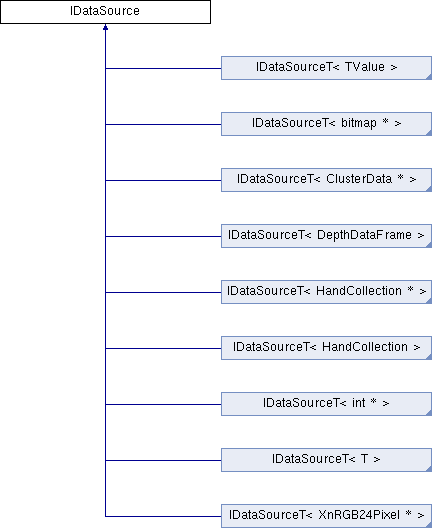 IDataSource
IDataSourceT< TValue >
IDataSourceT< bitmap * >
IDataSourceT< ClusterData * >
IDataSourceT< DepthDataFrame >
IDataSourceT< HandCollection * >
IDataSourceT< HandCollection >
IDataSourceT< int * >
IDataSourceT< T >
IDataSourceT< XnRGB24Pixel * >